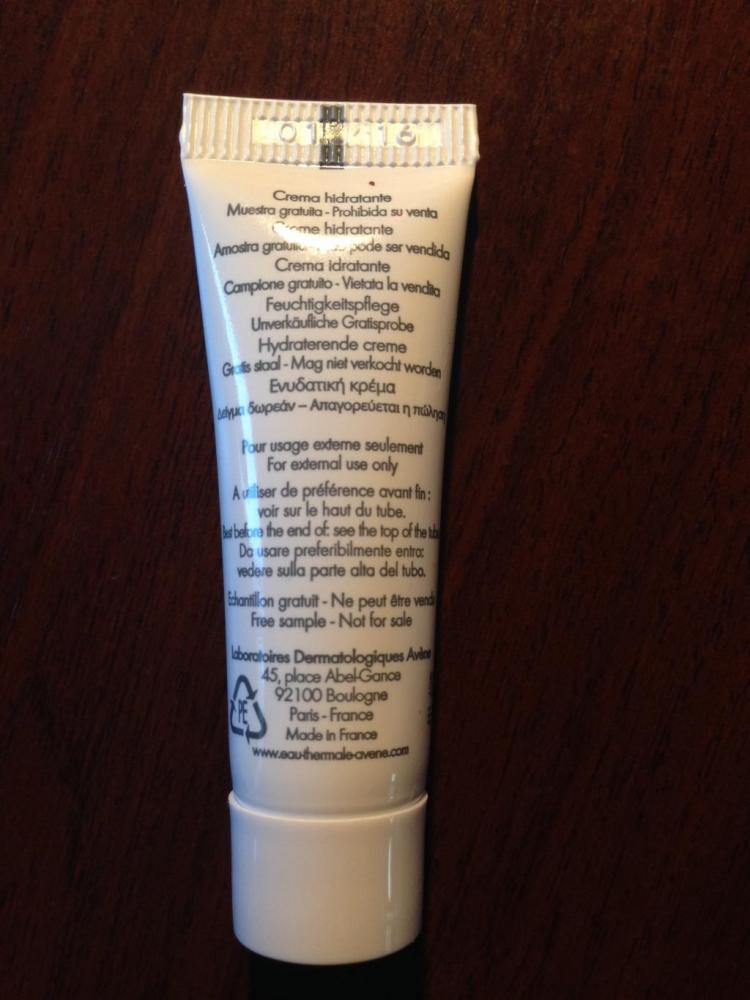 01 16
Crema hidratante
Muestra gratuita - Prohibida su venta
Creme hidratante
Amostra gratuita pode ser vendida
Crema idratante
Campione gratuito - Vietata la vendita
Feuchtigkeitspflege
Unverkäufliche Gratisprobe
Hydraterende creme
Gratis staal - Mag niet verkocht worden
Ενυδατική κρέμα
Δείγμα δωρεάν – Απαγορεύεται η πώληση
Pour usage externe seulement
For external use only
A utiliser de préférence avant fin :
voir sur le haut du tube.
Best before the end of: see the top of the tube
Da usare preferibilmente entro:
vedere sulla parte alta del tubo.
Echantillon gratuit - Ne peut être vendu
Free sample - Not for sale
Laboratoires Dermatologiques Avène
45, place Abel-Gance
92100 Boulogne
Paris - France
PE
Made in France
www.eau-thermale-avene.com